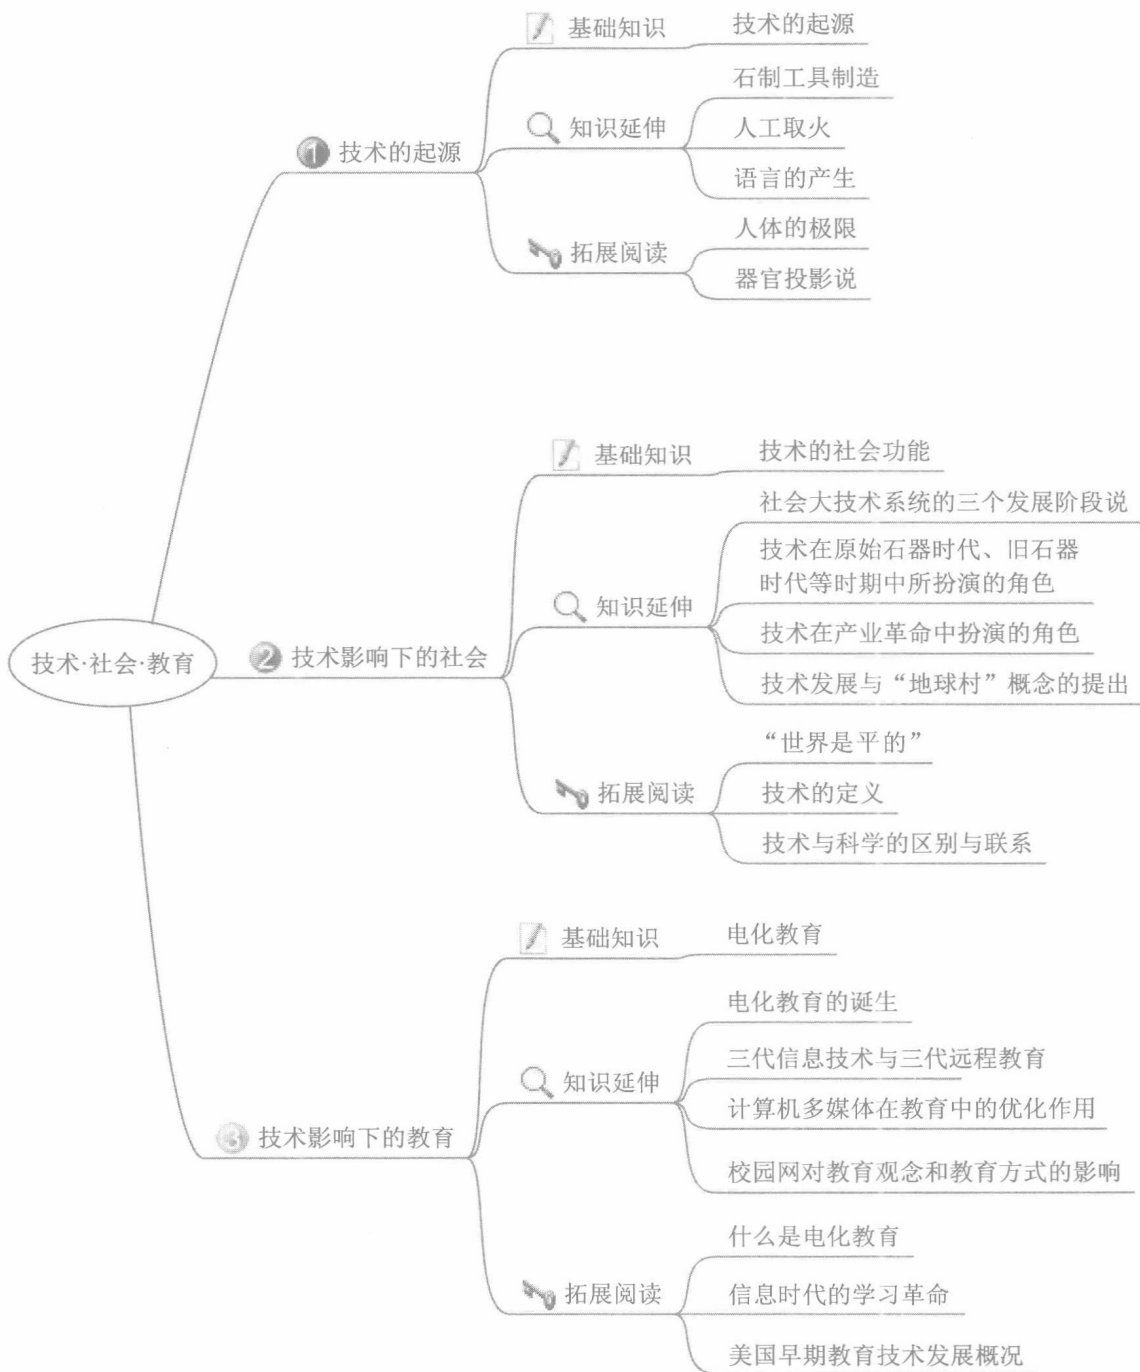 技术·社会·教育
1 技术的起源
基础知识
技术的起源
知识延伸
石制工具制造
人工取火
语言的产生
拓展阅读
人体的极限
器官投影说
2 技术影响下的社会
基础知识
技术的社会功能
知识延伸
社会大技术系统的三个发展阶段说
技术在原始石器时代、旧石器
时代等时期中所扮演的角色
技术在产业革命中扮演的角色
技术发展与“地球村”概念的提出
拓展阅读
“世界是平的”
技术的定义
技术与科学的区别与联系
3 技术影响下的教育
基础知识
电化教育
知识延伸
电化教育的诞生
三代信息技术与三代远程教育
计算机多媒体在教育中的优化作用
校园网对教育观念和教育方式的影响
拓展阅读
什么是电化教育
信息时代的学习革命
美国早期教育技术发展概况